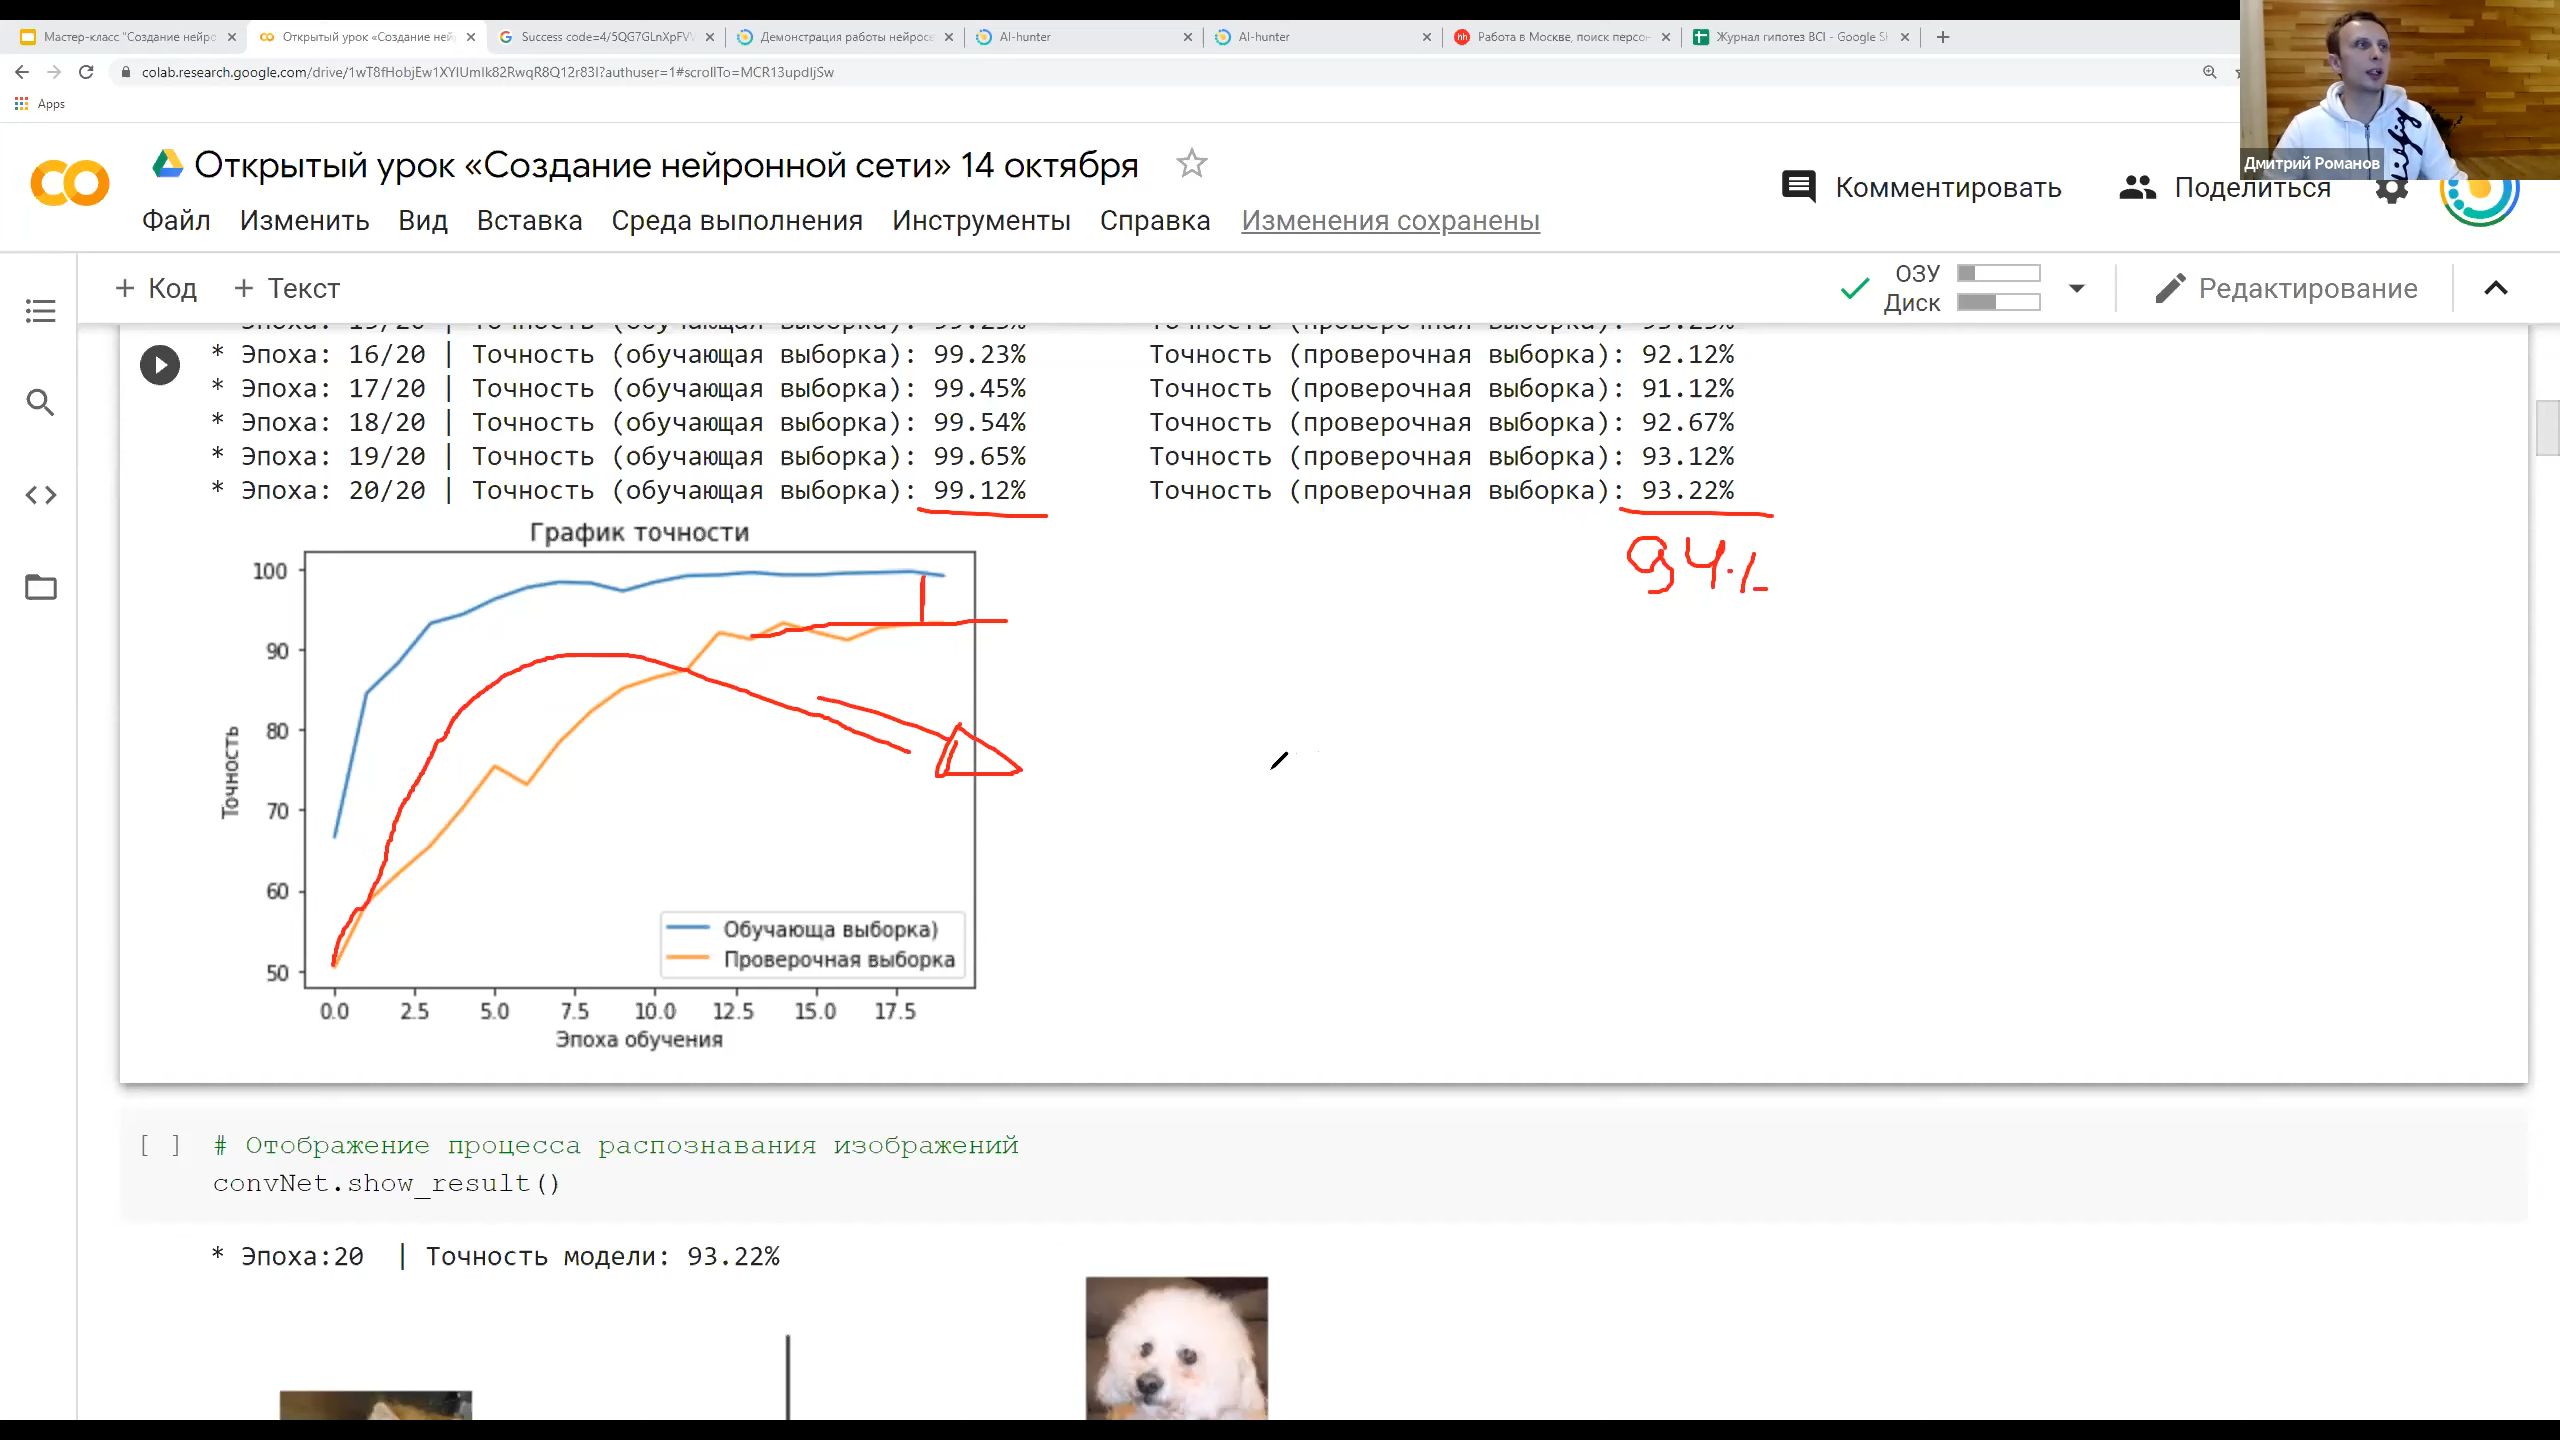 Мастер-класс "Создание нейро
Открытый урок «Создание ней
Success code=4/5QG7GLnXpFV
Демонстрация работы нейросе
AI-hunter
AI-hunter
Работа в Москве, поиск персо
Журнал гипотез BCI - Google S
colab.research.google.com/drive/
Apps
Дмитрий Романов
Открытый урок «Создание нейронной сети» 14 октября
Комментировать
Поделиться
Файл Изменить Вид Вставка Среда выполнения Инструменты Справка Изменения сохранены
+ Код + Текст
ОЗУ
Диск
Редактирование
* Эпоха: 16/20 | Точность (обучающая выборка): 99.23% Точность (проверочная выборка): 92.12%
* Эпоха: 17/20 | Точность (обучающая выборка): 99.45% Точность (проверочная выборка): 91.12%
* Эпоха: 18/20 | Точность (обучающая выборка): 99.54% Точность (проверочная выборка): 92.67%
* Эпоха: 19/20 | Точность (обучающая выборка): 99.65% Точность (проверочная выборка): 93.12%
* Эпоха: 20/20 | Точность (обучающая выборка): 99.12% Точность (проверочная выборка): 93.22%
94%
График точности
100
90
80
70
60
50
Точность
Обучающа выборка)
Проверочная выборка
0.0 2.5 5.0 7.5 10.0 12.5 15.0 17.5
Эпоха обучения
[ ] # Отображение процесса распознавания изображений
convNet.show_result()
* Эпоха:20 | Точность модели: 93.22%